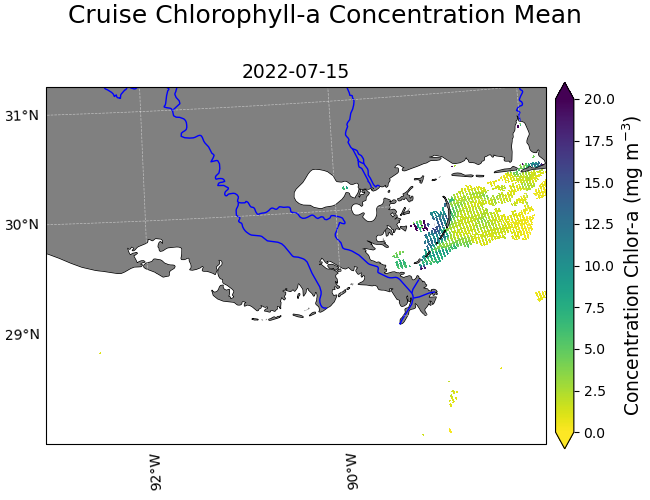 Cruise Chlorophyll-a Concentration Mean
2022-07-15
31°N
30°N
29°N
92°W
90°W
20.0
17.5
15.0
12.5
10.0
7.5
5.0
2.5
0.0
Concentration Chlor-a (mg m⁻³)